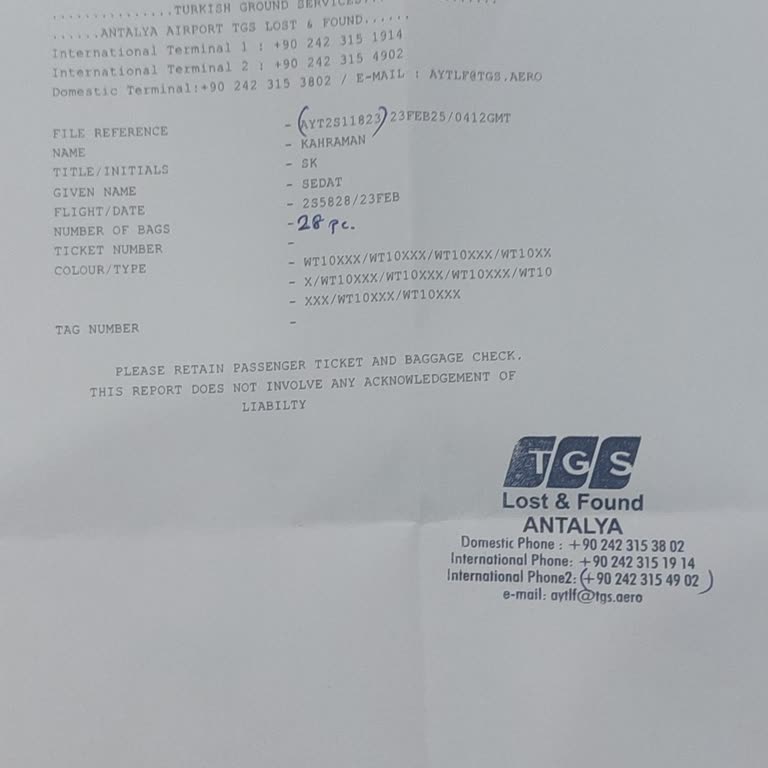 ..............TURKISH GROUND SERVICES
......ANTALYA AIRPORT TGS LOST & FOUND......
International Terminal 1 : +90 242 315 1914
International Terminal 2 : +90 242 315 4902
Domestic Terminal:+90 242 315 3802 / E-MAIL : AYTLF@TGS.AERO
FILE REFERENCE - (AYT2S11823) 23FEB25/0412GMT
NAME - KAHRAMAN
TITLE/INITIALS - SK
GIVEN NAME - SEDAT
FLIGHT/DATE - 2S5828/23FEB
NUMBER OF BAGS - 28 pc.
TICKET NUMBER -
COLOUR/TYPE - WT10XXX/WT10XXX/WT10XXX/WT10XX
- X/WT10XXX/WT10XXX/WT10XXX/WT10
- XXX/WT10XXX/WT10XXX
TAG NUMBER -
PLEASE RETAIN PASSENGER TICKET AND BAGGAGE CHECK.
THIS REPORT DOES NOT INVOLVE ANY ACKNOWLEDGEMENT OF
LIABILTY
TGS
Lost & Found
ANTALYA
Domestic Phone : +90 242 315 38 02
International Phone: +90 242 315 19 14
International Phone2: (+90 242 315 49 02)
e-mail: aytlf@tgs.aero